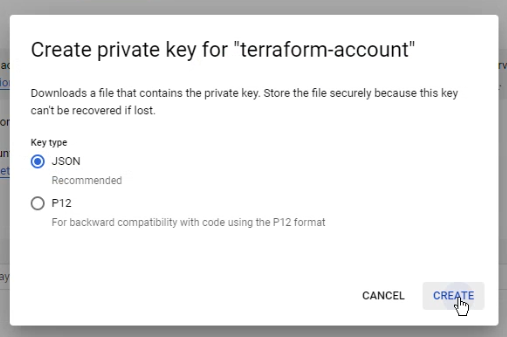 Create private key for "terraform-account"
Downloads a file that contains the private key. Store the file securely because this key
can't be recovered if lost.
Key type
JSON
Recommended
P12
For backward compatibility with code using the P12 format
CANCEL CREATE